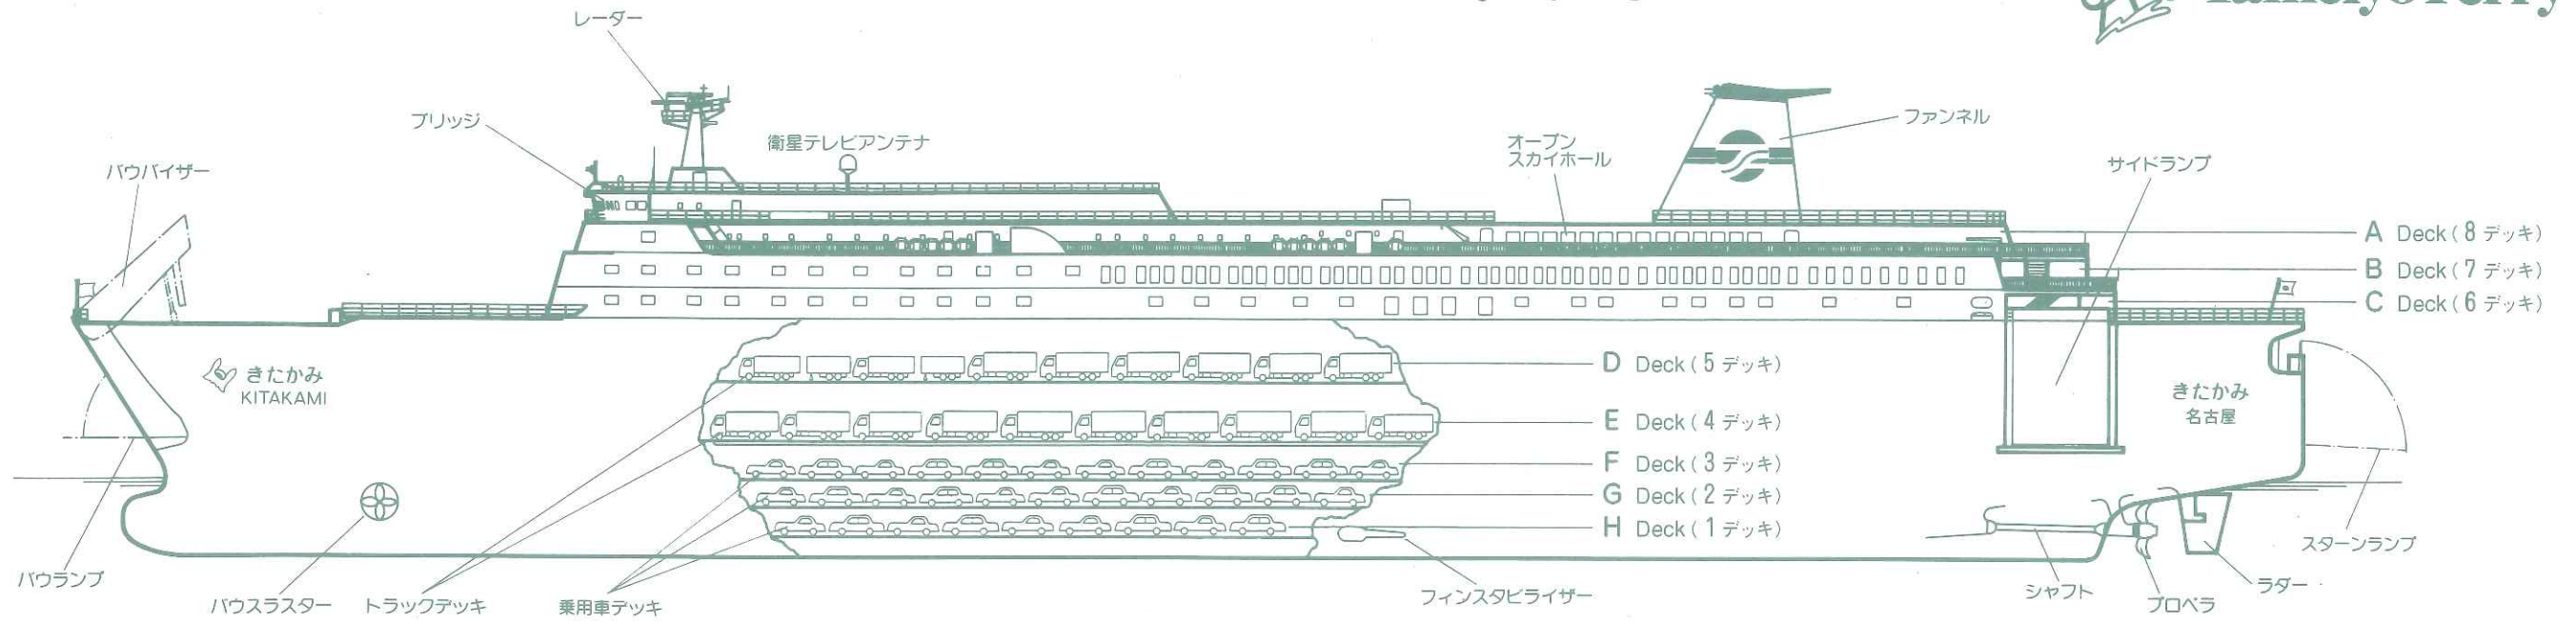 レーダー
ブリッジ
衛星テレビアンテナ
オープン
スカイホール
ファンネル
バウバイザー
サイドランプ
A Deck(8デッキ)
B Deck(7デッキ)
C Deck(6デッキ)
D Deck(5デッキ)
E Deck(4デッキ)
F Deck(3デッキ)
G Deck(2デッキ)
H Deck(1デッキ)
きたかみ
KITAKAMI
きたかみ
名古屋
バウランプ
バウスラスター
トラックデッキ
乗用車デッキ
フィンスタビライザー
シャフト
プロペラ
ラダー
スターンランプ